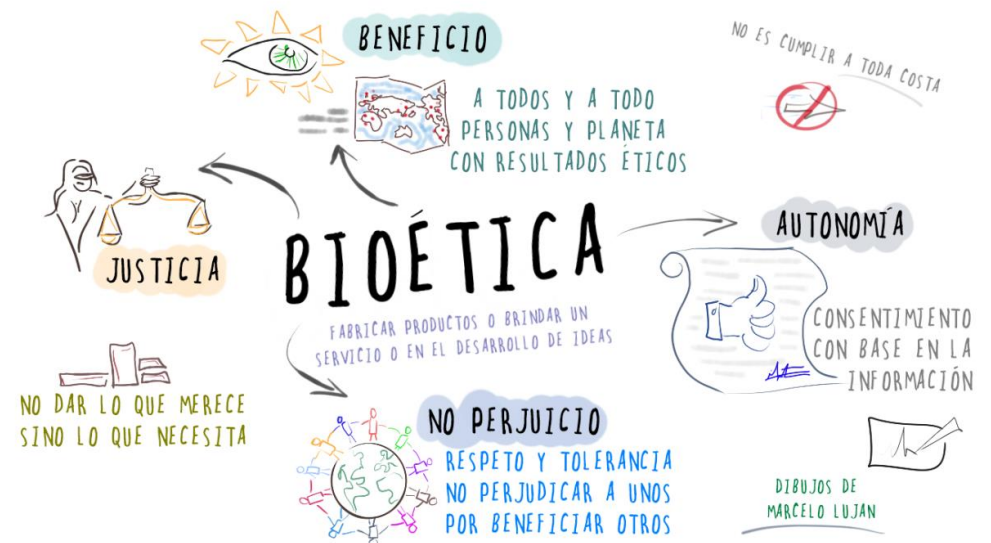 BENEFICIO
A TODOS Y A TODO
PERSONAS Y PLANETA
CON RESULTADOS ÉTICOS
NO ES CUMPLIR A TODA COSTA
JUSTICIA
NO DAR LO QUE MERECE
SINO LO QUE NECESITA
BIOÉTICA
FABRICAR PRODUCTOS O BRINDAR UN
SERVICIO O EN EL DESARROLLO DE IDEAS
AUTONOMÍA
CONSENTIMIENTO
CON BASE EN LA
INFORMACIÓN
NO PERJUICIO
RESPETO Y TOLERANCIA
NO PERJUDICAR A UNOS
POR BENEFICIAR OTROS
DIBUJOS DE
MARCELO LUJAN